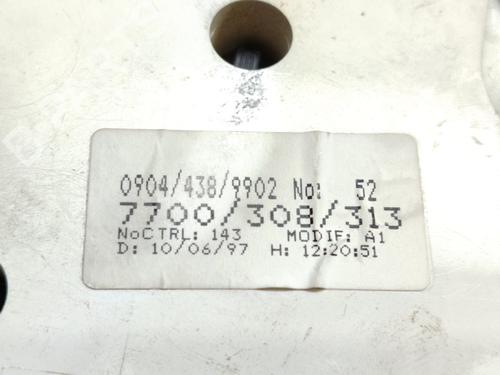 0904/438/9902 No: 52
7700/308/313
NoCTRL: 143 MODIF: A1
D: 10/06/97 H: 12:20:51